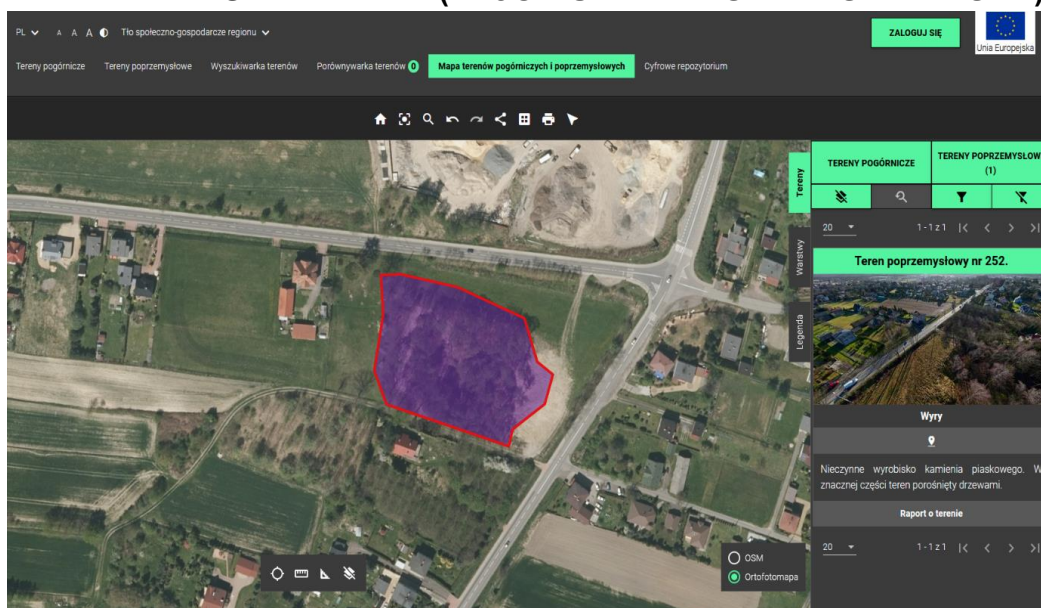 PL A A A Tło społeczno-gospodarcze regionu
ZALOGUJ SIĘ
Unia Europejska
Tereny pogórnicze Tereny poprzemysłowe Wyszukiwarka terenów Porównywarka terenów 0 Mapa terenów pogórniczych i poprzemysłowych Cyfrowe repozytorium
Tereny
Warstwy
Legenda
TERENY POGÓRNICZE
TERENY POPRZEMYSŁOW
(1)
20 1-1 z 1
Teren poprzemysłowy nr 252.
Wyry
Nieczynne wyrobisko kamienia piaskowego. W
znacznej części teren porośnięty drzewami.
Raport o terenie
20 1-1 z 1
OSM
Ortofotomapa